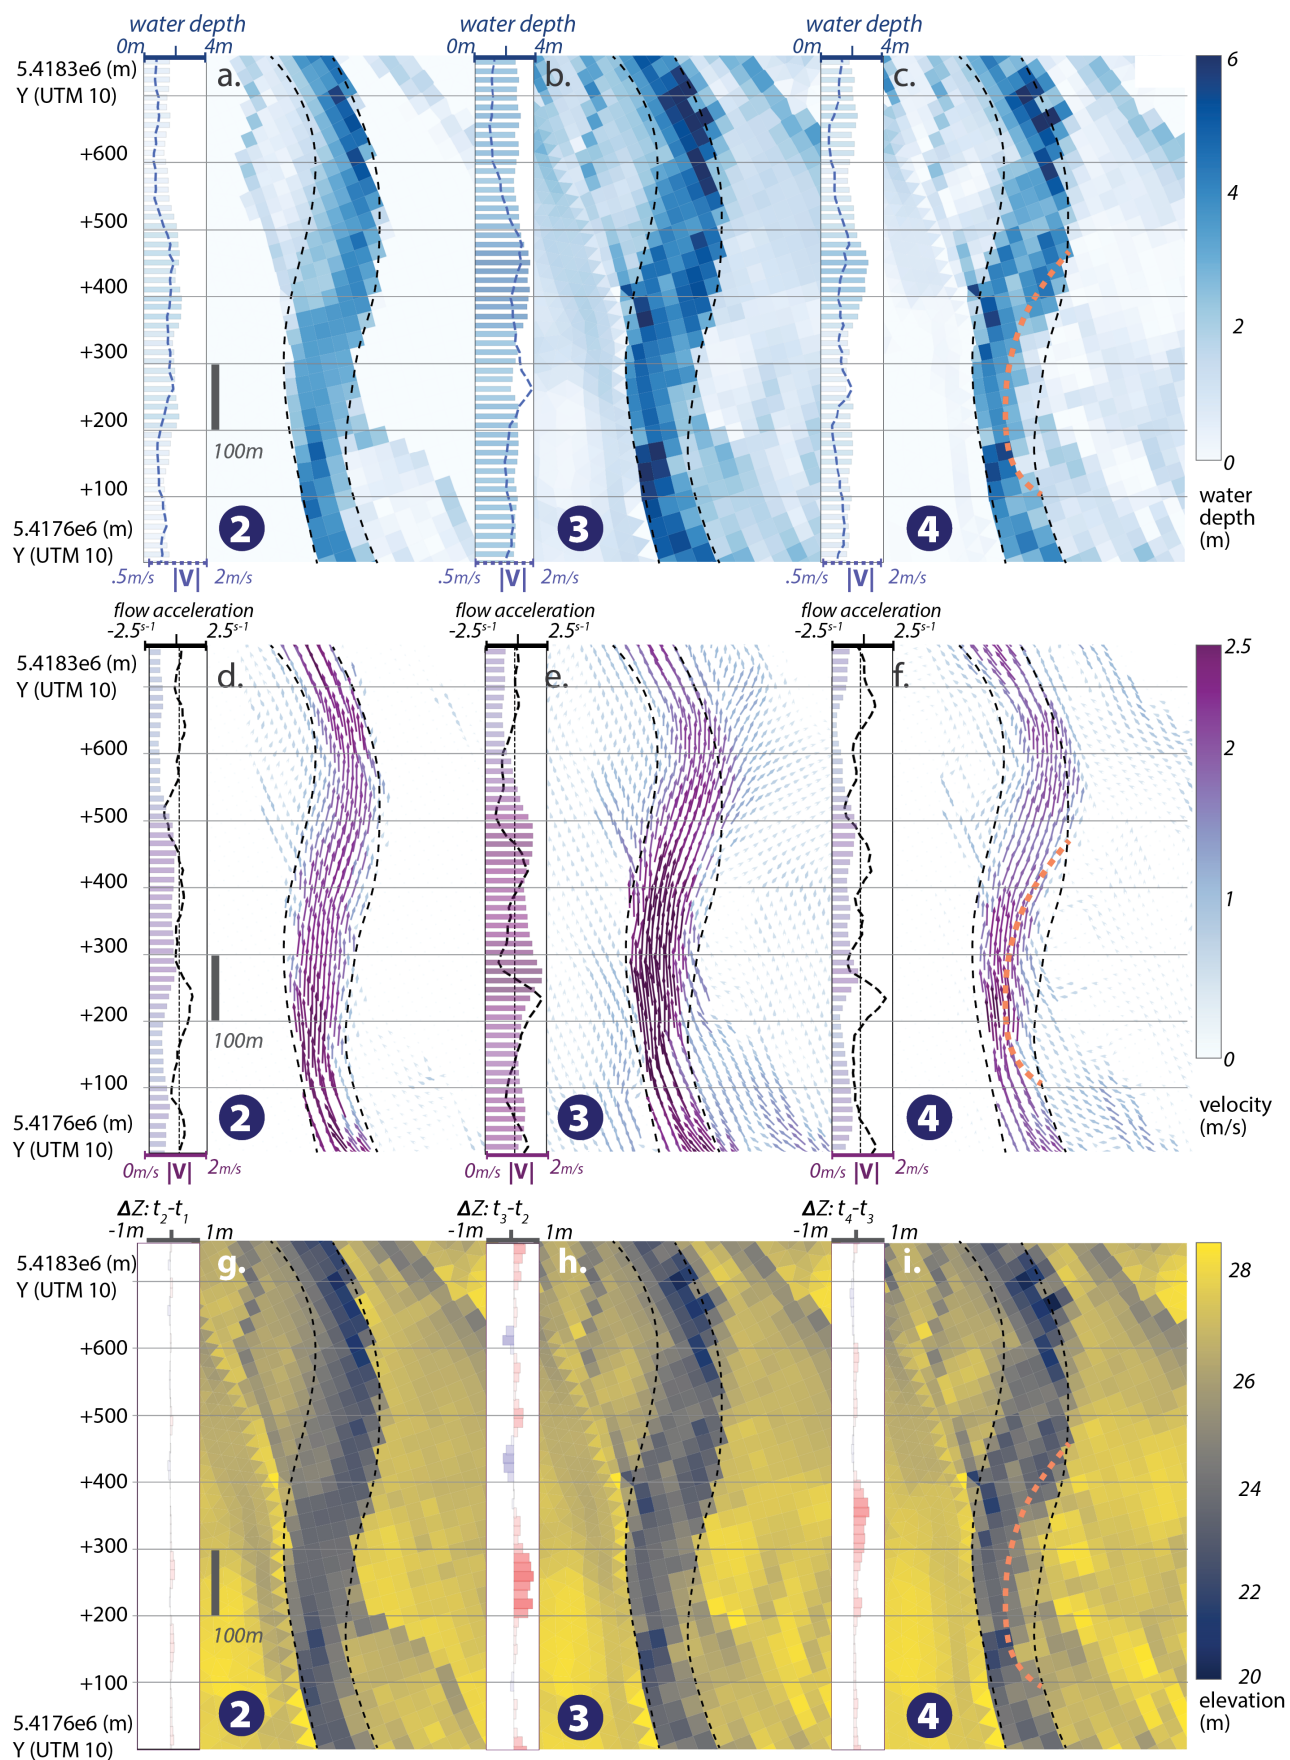 water depth water depth water depth
0m 4m 0m 4m 0m 4m
5.4183e6 (m)
Y (UTM 10)
a. b. c.
6
+600
4
+500
+400
2
+300
+200
100m
0
+100
water
depth
(m)
5.4176e6 (m)
Y (UTM 10)
2 3 4
.5m/s |V| 2m/s .5m/s |V| 2m/s .5m/s |V| 2m/s
flow acceleration flow acceleration flow acceleration
-2.5s-1 2.5s-1 -2.5s-1 2.5s-1 -2.5s-1 2.5s-1
5.4183e6 (m)
Y (UTM 10)
d. e. f.
2.5
+600
2
+500
+400
1
+300
+200
100m
0
+100
velocity
(m/s)
5.4176e6 (m)
Y (UTM 10)
2 3 4
0m/s |V| 2m/s 0m/s |V| 2m/s 0m/s |V| 2m/s
ΔZ: t2-t1 ΔZ: t3-t2 ΔZ: t4-t3
-1m 1m -1m 1m -1m 1m
5.4183e6 (m)
Y (UTM 10)
g. h. i.
28
+600
26
+500
+400
24
+300
22
+200
100m
20
+100
elevation
(m)
5.4176e6 (m)
Y (UTM 10)
2 3 4